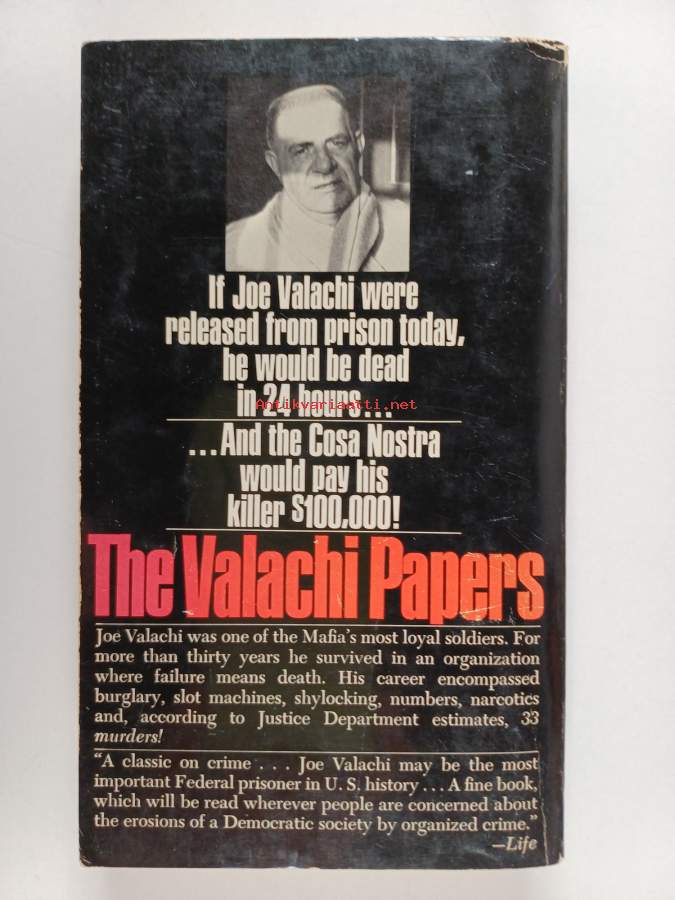 If Joe Valachi were
released from prison today,
he would be dead
in 24 hours...
Antikvariaatti.net
...And the Cosa Nostra
would pay his
killer $100,000!
The Valachi Papers
Joe Valachi was one of the Mafia's most loyal soldiers. For
more than thirty years he survived in an organization
where failure means death. His career encompassed
burglary, slot machines, shylocking, numbers, narcotics
and, according to Justice Department estimates, 33
murders!
"A classic on crime . . . Joe Valachi may be the most
important Federal prisoner in U. S. history . . . A fine book,
which will be read wherever people are concerned about
the erosions of a Democratic society by organized crime."
—Life